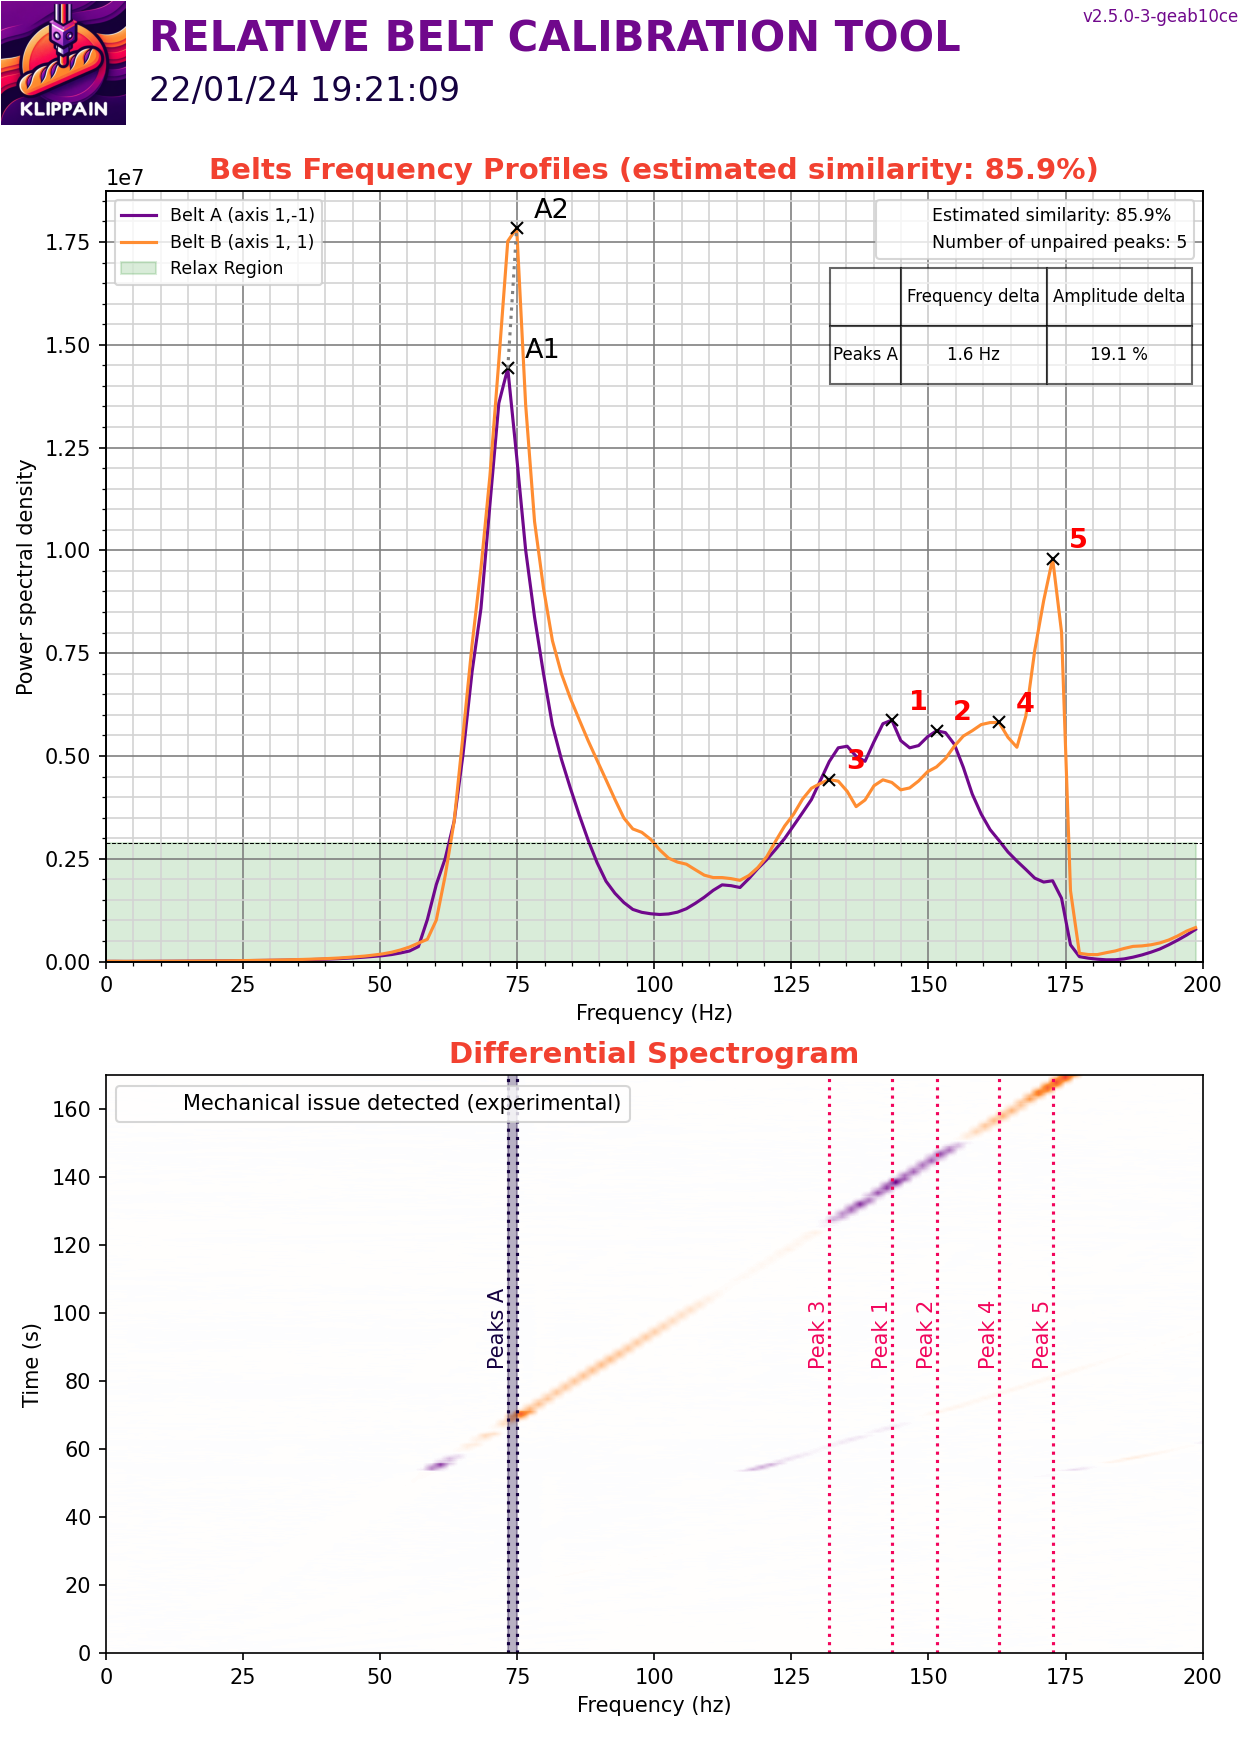 v2.5.0-3-geab10ce
RELATIVE BELT CALIBRATION TOOL
22/01/24 19:21:09
KLIPPAIN
Belts Frequency Profiles (estimated similarity: 85.9%)
1e7
Belt A (axis 1,-1)
Belt B (axis 1, 1)
Relax Region
A2
A1
Estimated similarity: 85.9%
Number of unpaired peaks: 5
Frequency delta Amplitude delta
Peaks A 1.6 Hz 19.1 %
1.75
1.50
1.25
1.00
0.75
0.50
0.25
0.00
Power spectral density
5
1
2
4
3
0 25 50 75 100 125 150 175 200
Frequency (Hz)
Differential Spectrogram
Mechanical issue detected (experimental)
160
140
120
100
80
60
40
20
0
Time (s)
Peaks A
Peak 3
Peak 1
Peak 2
Peak 4
Peak 5
0 25 50 75 100 125 150 175 200
Frequency (hz)